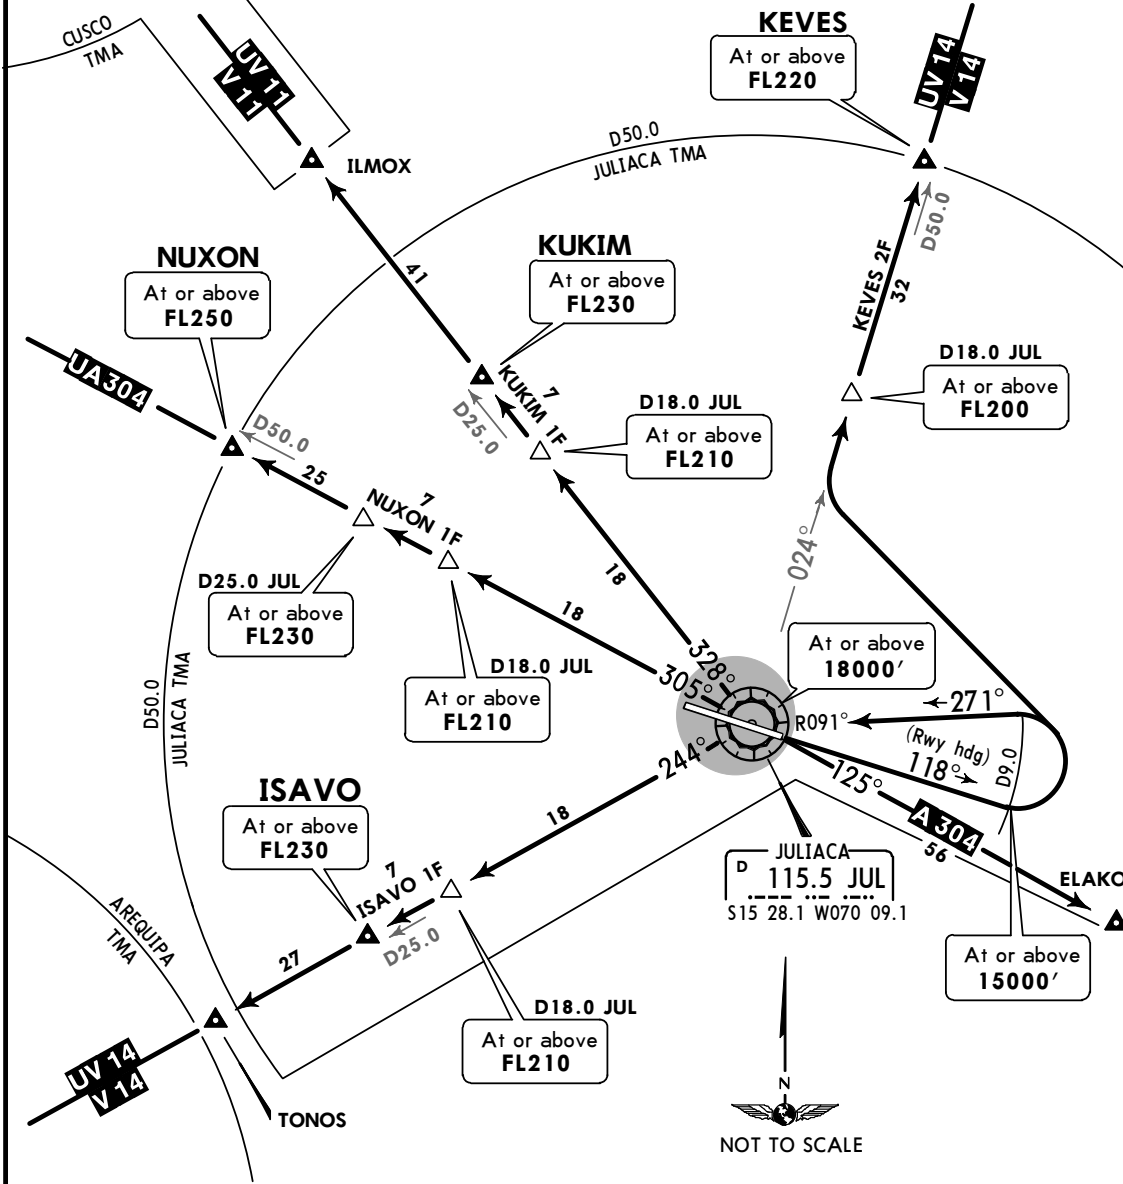 CUSCO
TMA
UV 11
V 11
ILMOX
D50.0
JULIACA TMA
KEVES
At or above
FL220
UV 14
V 14
D50.0
KEVES 2F
32
NUXON
At or above
FL250
41
KUKIM
At or above
FL230
UA304
D50.0
25
KUKIM 1F
7
D25.0
D18.0 JUL
At or above
FL210
D18.0 JUL
At or above
FL200
7
NUXON 1F
D25.0 JUL
At or above
FL230
18
18
024°
D18.0 JUL
At or above
FL210
328°
305°
At or above
18000′
D50.0
JULIACA TMA
R091°
271°
(Rwy hdg)
118°
D9.0
244°
125°
A 304
56
ELAKO
ISAVO
At or above
FL230
18
7
ISAVO 1F
D25.0
JULIACA
D 115.5 JUL
S15 28.1 W070 09.1
At or above
15000′
AREQUIPA
TMA
27
D18.0 JUL
At or above
FL210
UV 14
V 14
TONOS
N
NOT TO SCALE